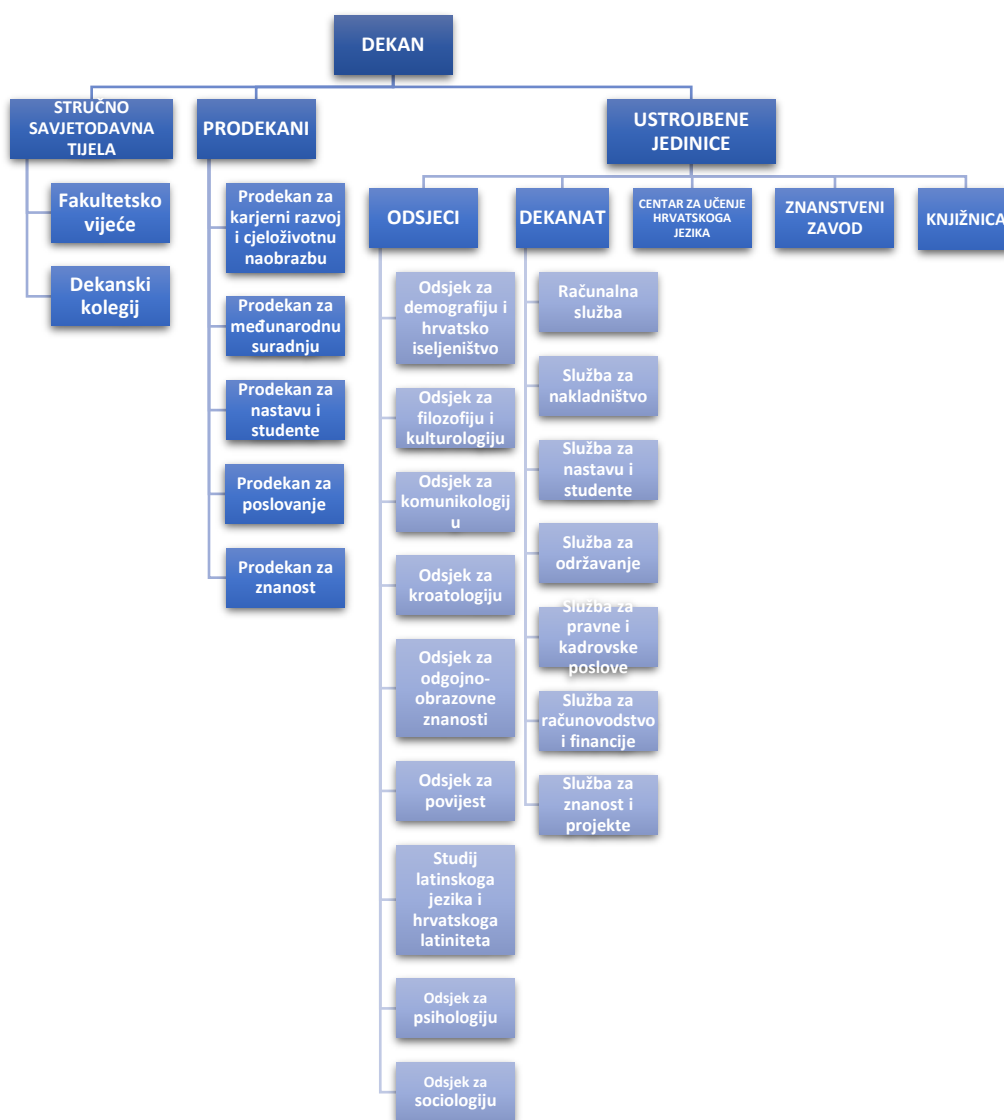 DEKAN
STRUČNO
SAVJETODAVNA
TIJELA
Fakultetsko
vijeće
Dekanski
kolegij
PRODEKANI
Prodekan za
karjerni razvoj
i cjeloživotnu
naobrazbu
Prodekan za
međunarodnu
suradnju
Prodekan za
nastavu i
studente
Prodekan za
poslovanje
Prodekan za
znanost
USTROJBENE
JEDINICE
ODSJECI
Odsjek za
demografiju i
hrvatsko
iseljeništvo
Odsjek za
filozofiju i
kulturologiju
Odsjek za
komunikologij
u
Odsjek za
kroatologiju
Odsjek za
odgojno-
obrazovne
znanosti
Odsjek za
povijest
Studij
latinskoga
jezika i
hrvatskoga
latiniteta
Odsjek za
psihologiju
Odsjek za
sociologiju
DEKANAT
Računalna
služba
Služba za
nakladništvo
Služba za
nastavu i
studente
Služba za
održavanje
Služba za
pravne i
kadrovske
poslove
Služba za
računovodstvo
i financije
Služba za
znanost i
projekte
CENTAR ZA UČENJE
HRVATSKOGA
JEZIKA
ZNANSTVENI
ZAVOD
KNJIŽNICA